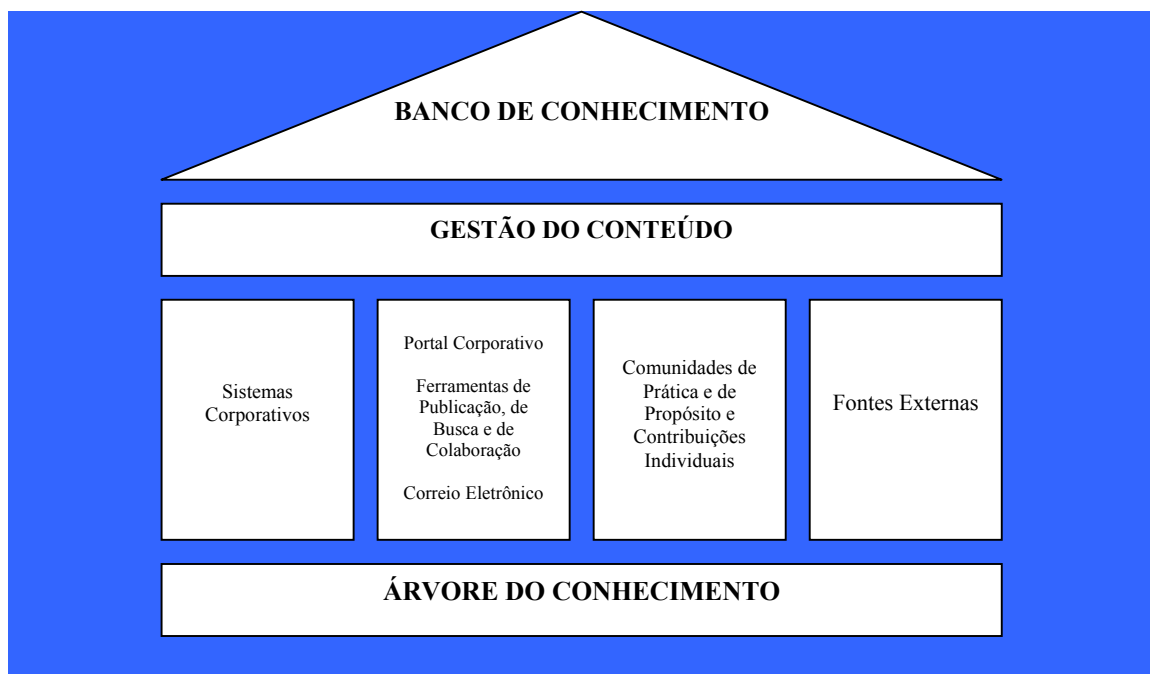 BANCO DE CONHECIMENTO
GESTÃO DO CONTEÚDO
Sistemas
Corporativos
Portal Corporativo
Ferramentas de
Publicação, de
Busca e de
Colaboração
Correio Eletrônico
Comunidades de
Prática e de
Propósito e
Contribuições
Individuais
Fontes Externas
ÁRVORE DO CONHECIMENTO